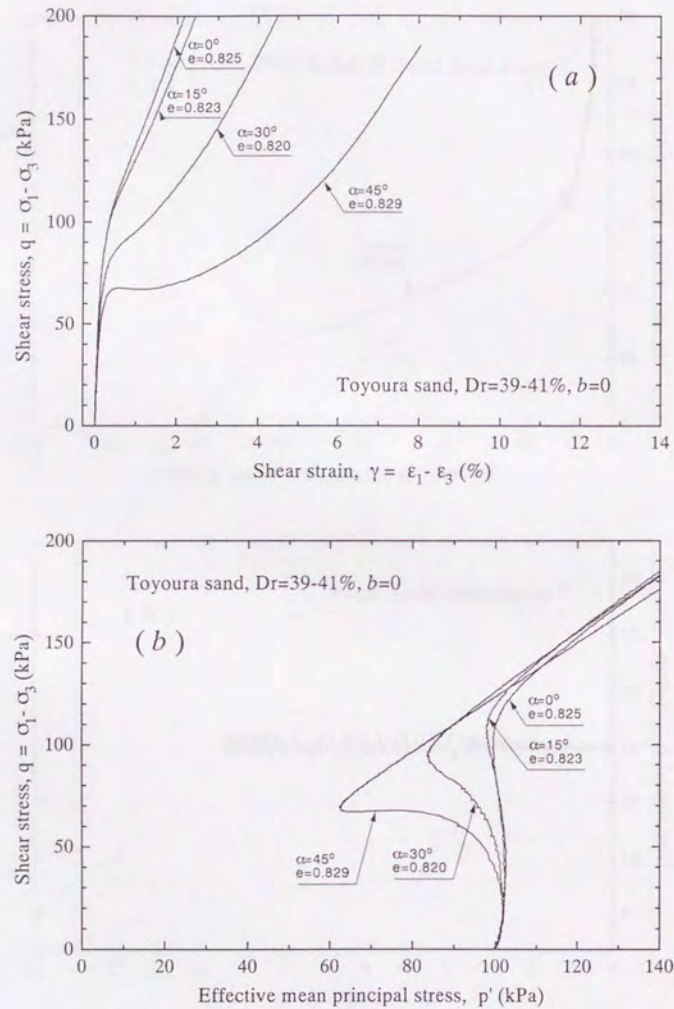 200
150
100
50
0
Shear stress, q = σ1- σ3 (kPa)
α=0°
e=0.825
α=15°
e=0.823
α=30°
e=0.820
α=45°
e=0.829
(a)
Toyoura sand, Dr=39-41%, b=0
0 2 4 6 8 10 12 14
Shear strain, γ = ε1- ε3 (%)
200
150
100
50
0
Shear stress, q = σ1- σ3 (kPa)
Toyoura sand, Dr=39-41%, b=0
(b)
α=0°
e=0.825
α=15°
e=0.823
α=45°
e=0.829
α=30°
e=0.820
0 20 40 60 80 100 120 140
Effective mean principal stress, p' (kPa)